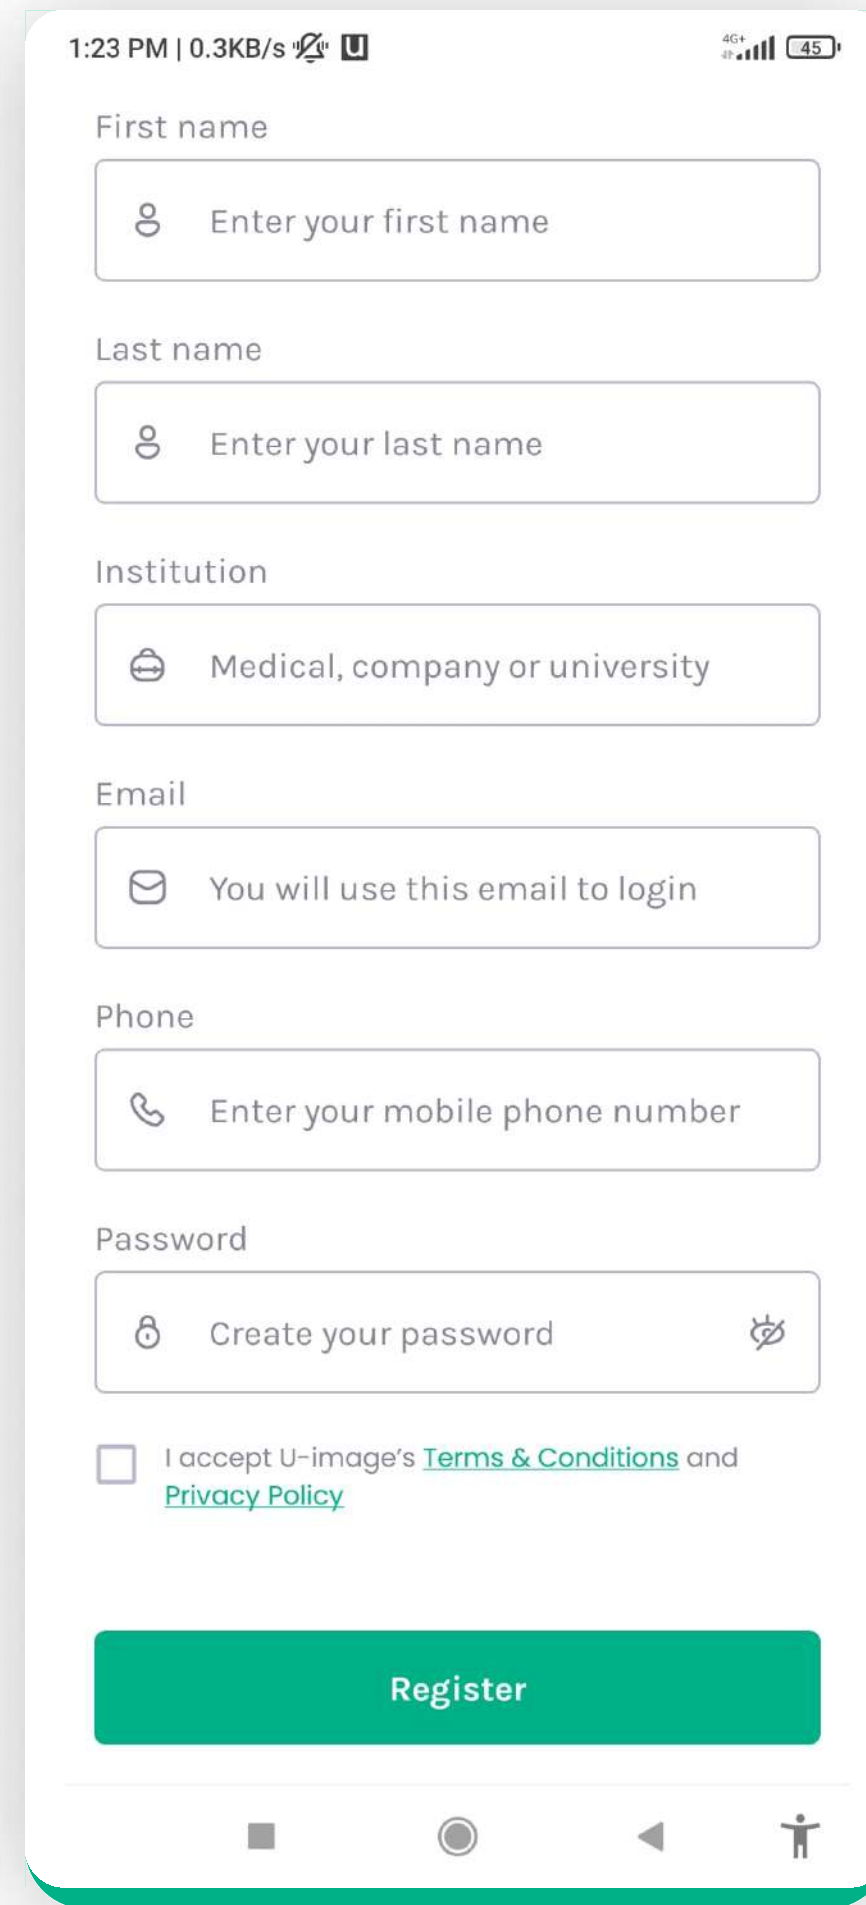 1:23 PM | 0.3KB/s
4G+
45
First name
Enter your first name
Last name
Enter your last name
Institution
Medical, company or university
Email
You will use this email to login
Phone
Enter your mobile phone number
Password
Create your password
I accept U-image's Terms & Conditions and
Privacy Policy
Register